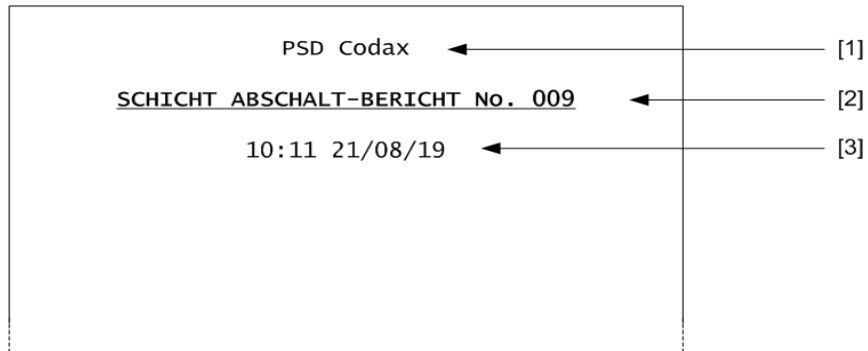 PSD Codax [1]
SCHICHT ABSCHALT-BERICHT No. 009 [2]
10:11 21/08/19 [3]